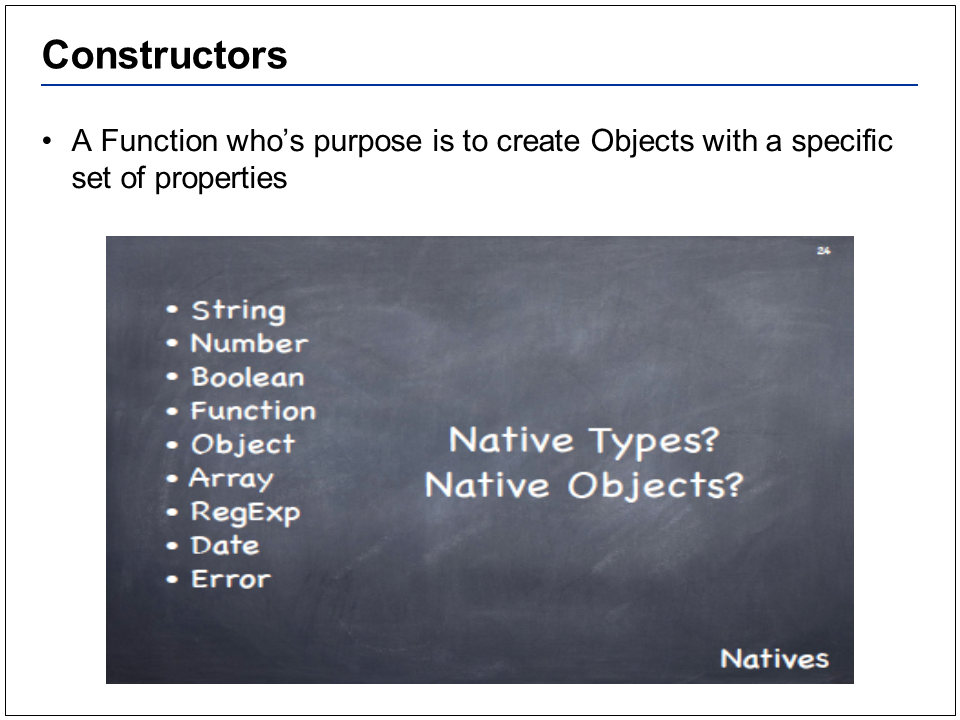 Constructors
• A Function who’s purpose is to create Objects with a specific
set of properties
24
• String
• Number
• Boolean
• Function
• Object
• Array
• RegExp
• Date
• Error
Native Types?
Native Objects?
Natives